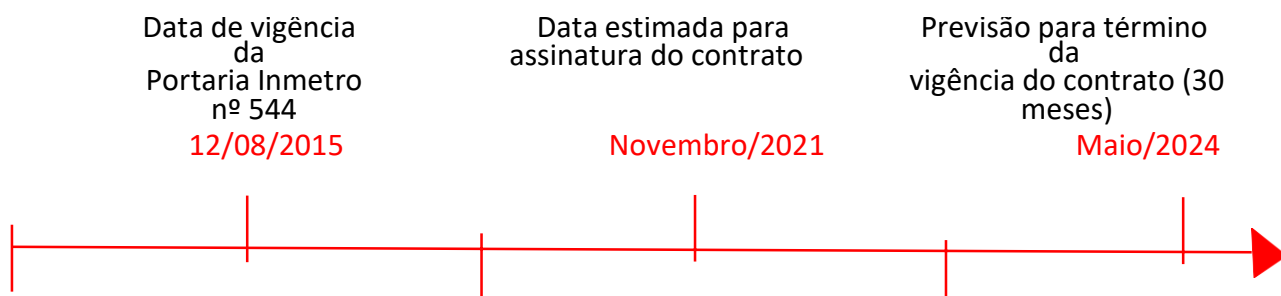 Data de vigência
da
Portaria Inmetro
nº 544
12/08/2015
Data estimada para
assinatura do contrato
Novembro/2021
Previsão para término
da
vigência do contrato (30
meses)
Maio/2024